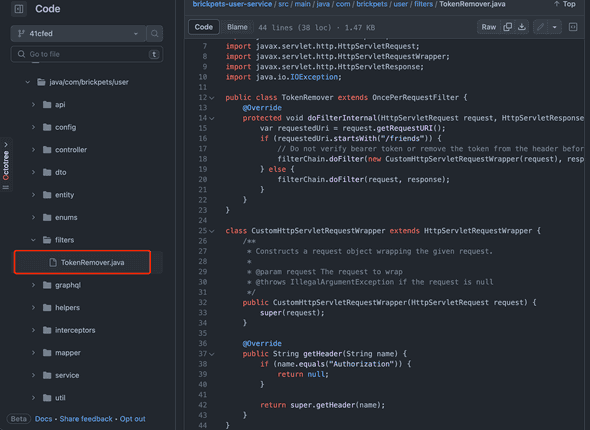 Code
41cfed
Go to file
t
java/com/brickpets/user
api
config
controller
dto
entity
enums
filters
TokenRemover.java
graphql
helpers
interceptors
mapper
service
util
Beta Docs • Share feedback • Opt out
Octotree
brickpets-user-service / src / main / java / com / brickpets / user / filters / TokenRemover.java
Top
Code Blame 44 lines (38 loc) · 1.47 KB
Raw
7 import javax.servlet.http.HttpServletRequest;
8 import javax.servlet.http.HttpServletRequestWrapper;
9 import javax.servlet.http.HttpServletResponse;
10 import java.io.IOException;
11
12 public class TokenRemover extends OncePerRequestFilter {
13 @Override
14 protected void doFilterInternal(HttpServletRequest request, HttpServletResponse
15 var requestedUri = request.getRequestURI();
16 if (requestedUri.startsWith("/friends")) {
17 // Do not verify bearer token or remove the token from the header befor
18 filterChain.doFilter(new CustomHttpServletRequestWrapper(request), resp
19 } else {
20 filterChain.doFilter(request, response);
21 }
22 }
23 }
24
25 class CustomHttpServletRequestWrapper extends HttpServletRequestWrapper {
26 /**
27 * Constructs a request object wrapping the given request.
28 *
29 * @param request The request to wrap
30 * @throws IllegalArgumentException if the request is null
31 */
32 public CustomHttpServletRequestWrapper(HttpServletRequest request) {
33 super(request);
34 }
35
36 @Override
37 public String getHeader(String name) {
38 if (name.equals("Authorization")) {
39 return null;
40 }
41
42 return super.getHeader(name);
43 }
44 }